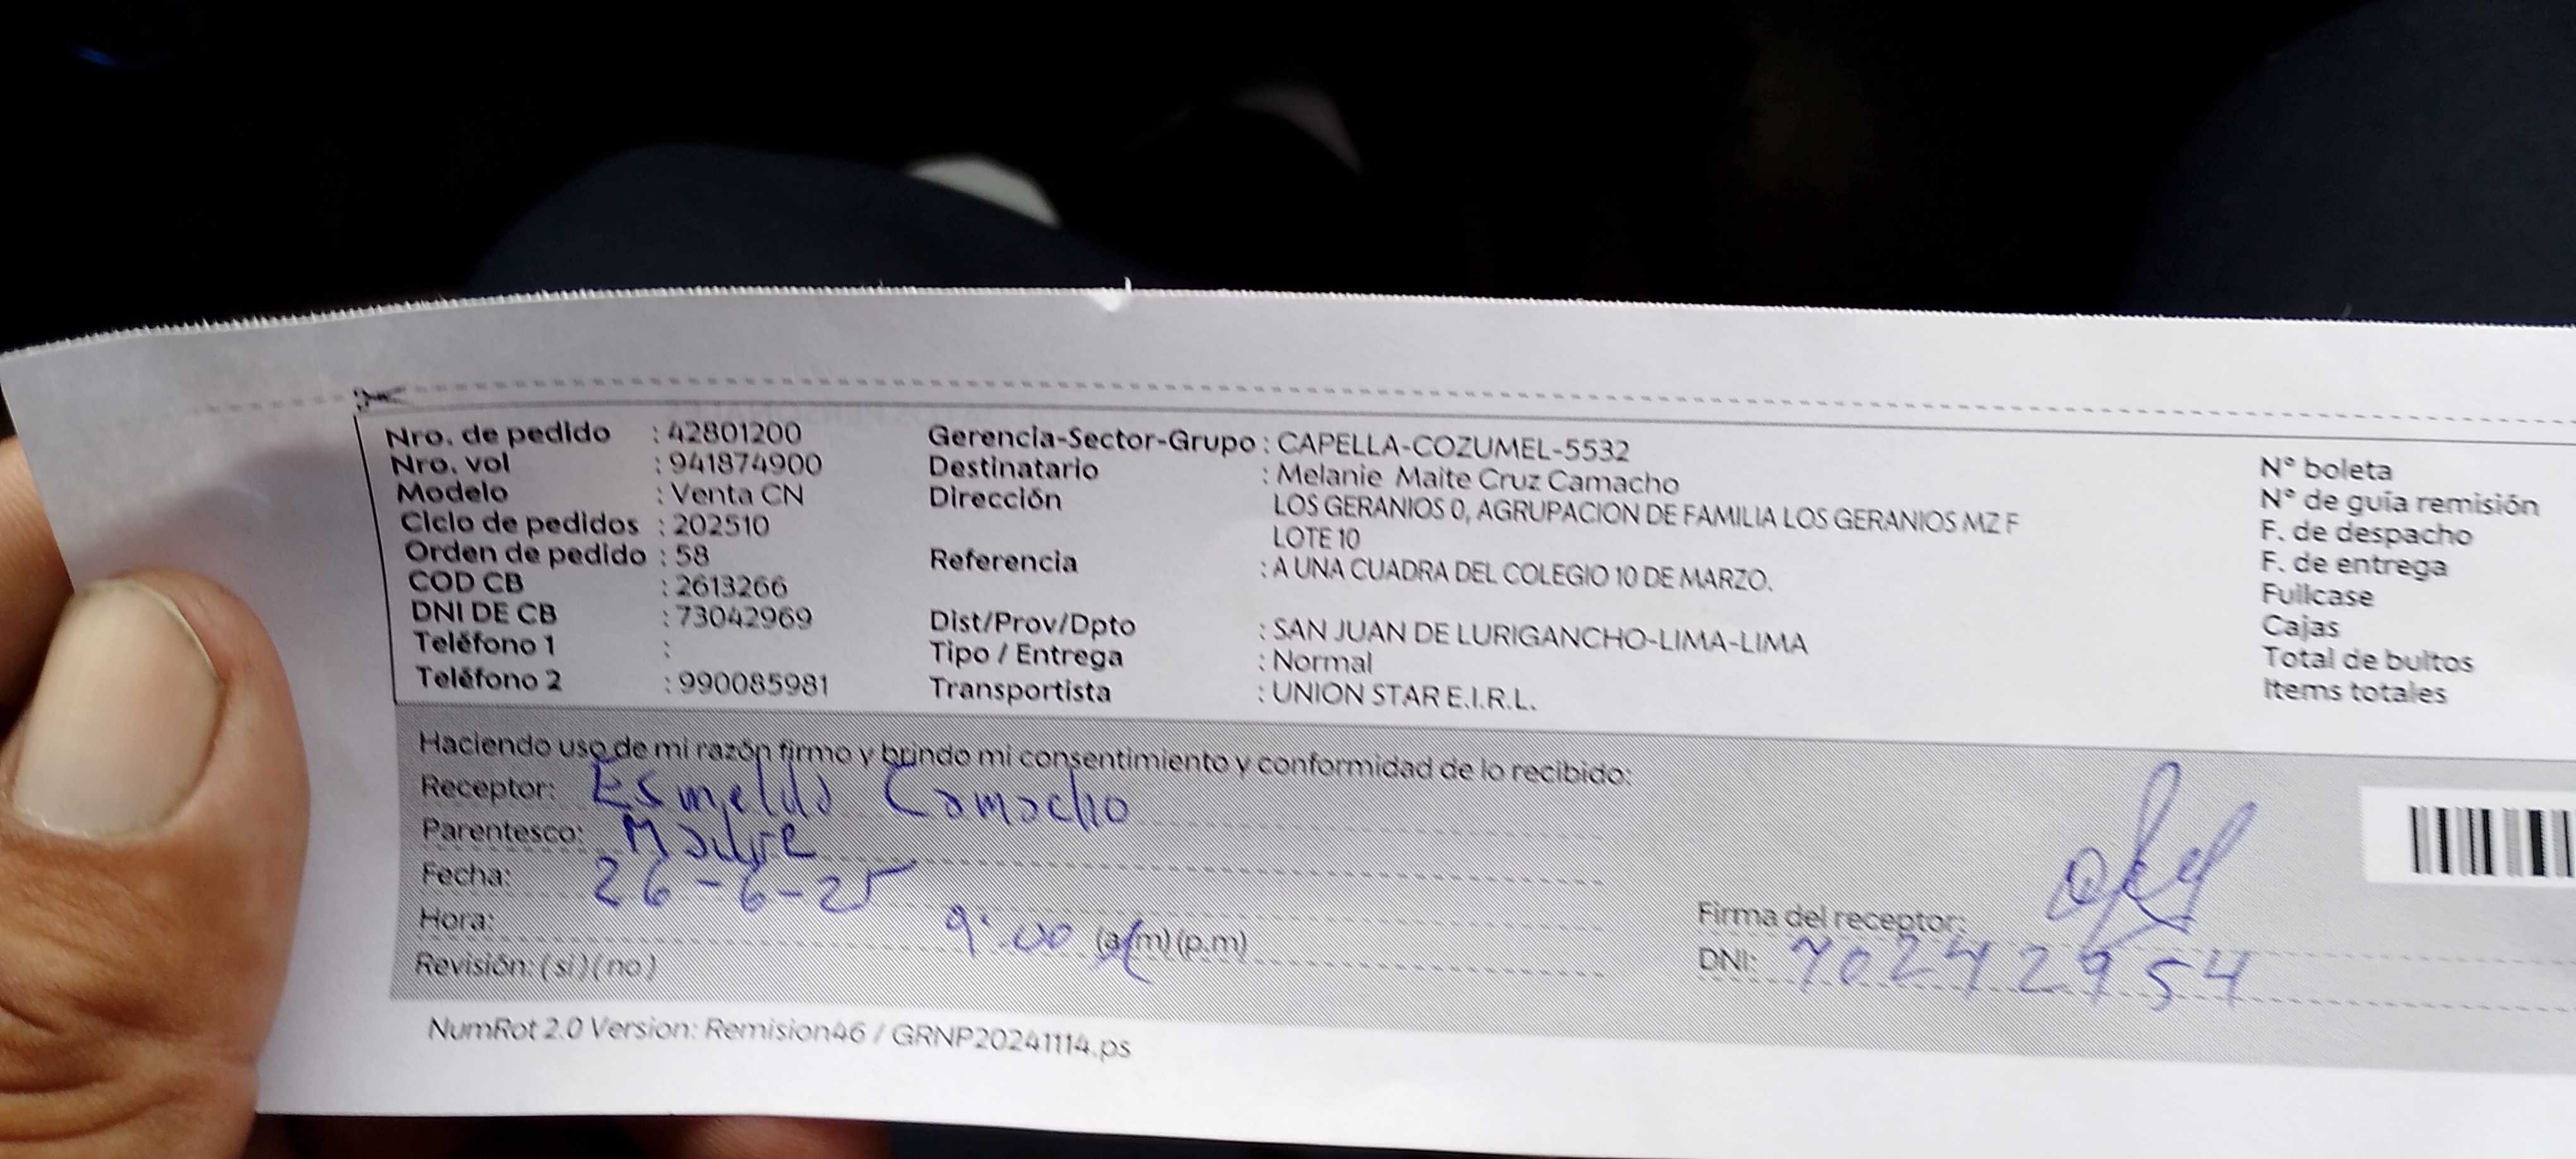 Nro. de pedido : 42801200
Nro. vol : 941874900
Modelo : Venta CN
Ciclo de pedidos : 202510
Orden de pedido : 58
COD CB : 2613266
DNI DE CB : 73042969
Teléfono 1 :
Teléfono 2 : 990085981
Gerencia-Sector-Grupo : CAPELLA-COZUMEL-5532
Destinatario : Melanie Maite Cruz Camacho
Dirección LOS GERANIOS 0, AGRUPACION DE FAMILIA LOS GERANIOS MZ F
LOTE 10
Referencia : A UNA CUADRA DEL COLEGIO 10 DE MARZO.
Dist/Prov/Dpto : SAN JUAN DE LURIGANCHO-LIMA-LIMA
Tipo / Entrega : Normal
Transportista : UNION STAR E.I.R.L.
N° boleta
N° de guía remisión
F. de despacho
F. de entrega
Fullcase
Cajas
Total de bultos
Items totales
Haciendo uso de mi razón firmo y brindo mi consentimiento y conformidad de lo recibido:
Receptor: Esmelda Camacho
Parentesco: Madre
Fecha: 26-6-25
Hora: 9:00 (a.m) (p.m)
Revisión: (si) (no)
Firma del receptor:
DNI: 70242954
NumRot 2.0 Version: Remision46 / GRNP20241114.ps